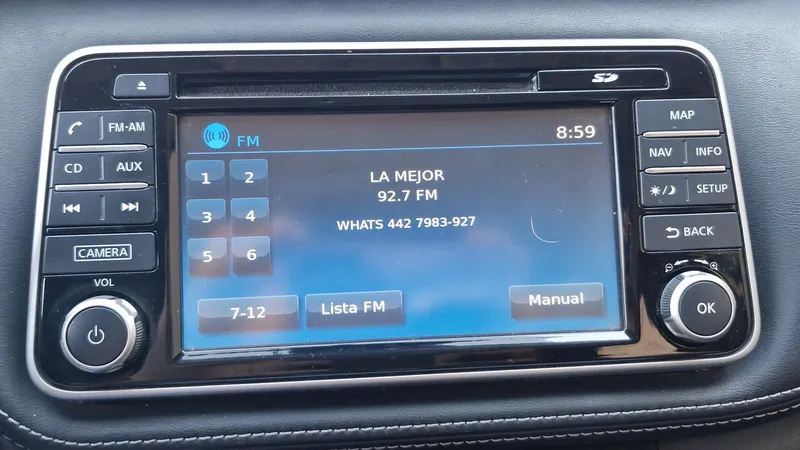 SD
FM·AM
CD
AUX
CAMERA
VOL
FM
8:59
1
2
3
4
5
6
LA MEJOR
92.7 FM
WHATS 442 7983-927
7-12
Lista FM
Manual
MAP
NAV
INFO
SETUP
BACK
OK